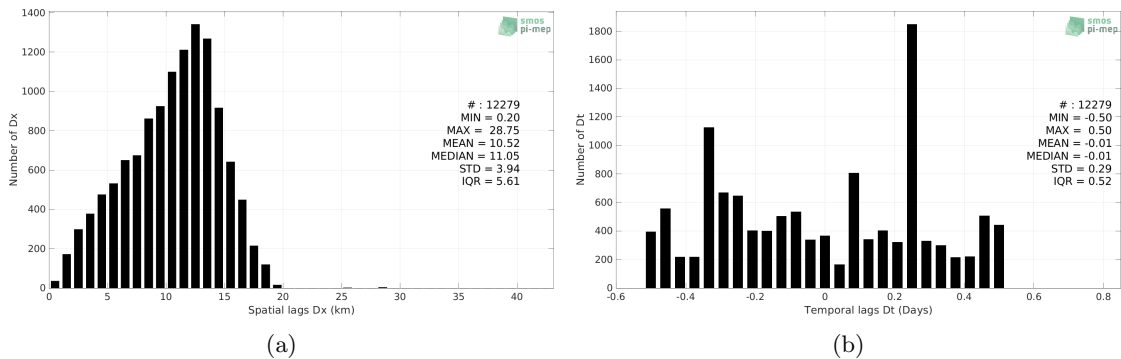 smos
pi-mep
1400
1200
1000
800
600
400
200
0
Number of Dx
# : 12279
MIN = 0.20
MAX = 28.75
MEAN = 10.52
MEDIAN = 11.05
STD = 3.94
IQR = 5.61
0 5 10 15 20 25 30 35 40
Spatial lags Dx (km)
(a)
smos
pi-mep
1800
1600
1400
1200
1000
800
600
400
200
0
Number of Dt
# : 12279
MIN = -0.50
MAX = 0.50
MEAN = -0.01
MEDIAN = -0.01
STD = 0.29
IQR = 0.52
-0.6 -0.4 -0.2 0 0.2 0.4 0.6 0.8
Temporal lags Dt (Days)
(b)